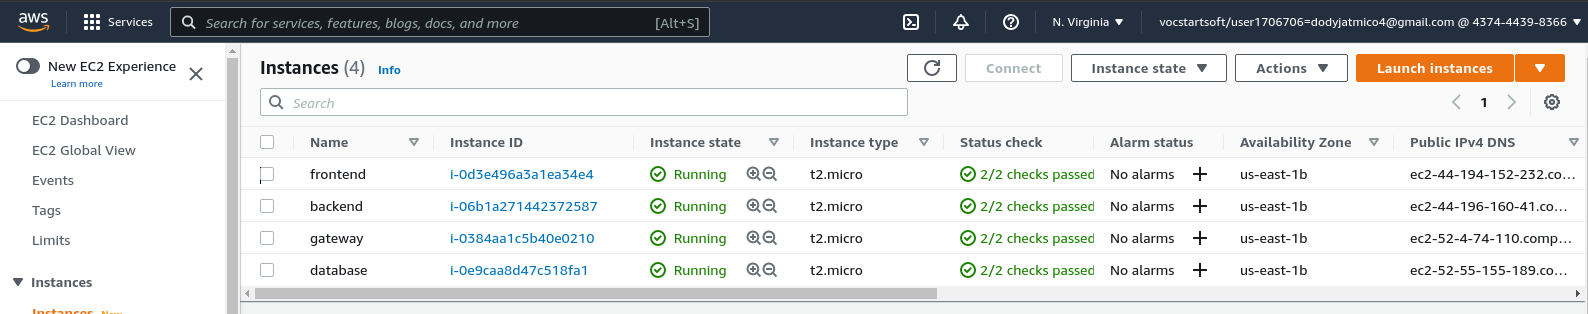 aws Services Search for services, features, blogs, docs, and more [Alt+S] N. Virginia vocstartsoft/user1706706=dodyjatmico4@gmail.com @ 4374-4439-8366
New EC2 Experience
Learn more
EC2 Dashboard
EC2 Global View
Events
Tags
Limits
Instances
Instances New
Instances (4) Info Connect Instance state Actions Launch instances
Search 1
Name Instance ID Instance state Instance type Status check Alarm status Availability Zone Public IPv4 DNS
frontend i-0d3e496a3a1ea34e4 Running t2.micro 2/2 checks passed No alarms us-east-1b ec2-44-194-152-232.co...
backend i-06b1a271442372587 Running t2.micro 2/2 checks passed No alarms us-east-1b ec2-44-196-160-41.co...
gateway i-0384aa1c5b40e0210 Running t2.micro 2/2 checks passed No alarms us-east-1b ec2-52-4-74-110.comp...
database i-0e9caa8d47c518fa1 Running t2.micro 2/2 checks passed No alarms us-east-1b ec2-52-55-155-189.co...